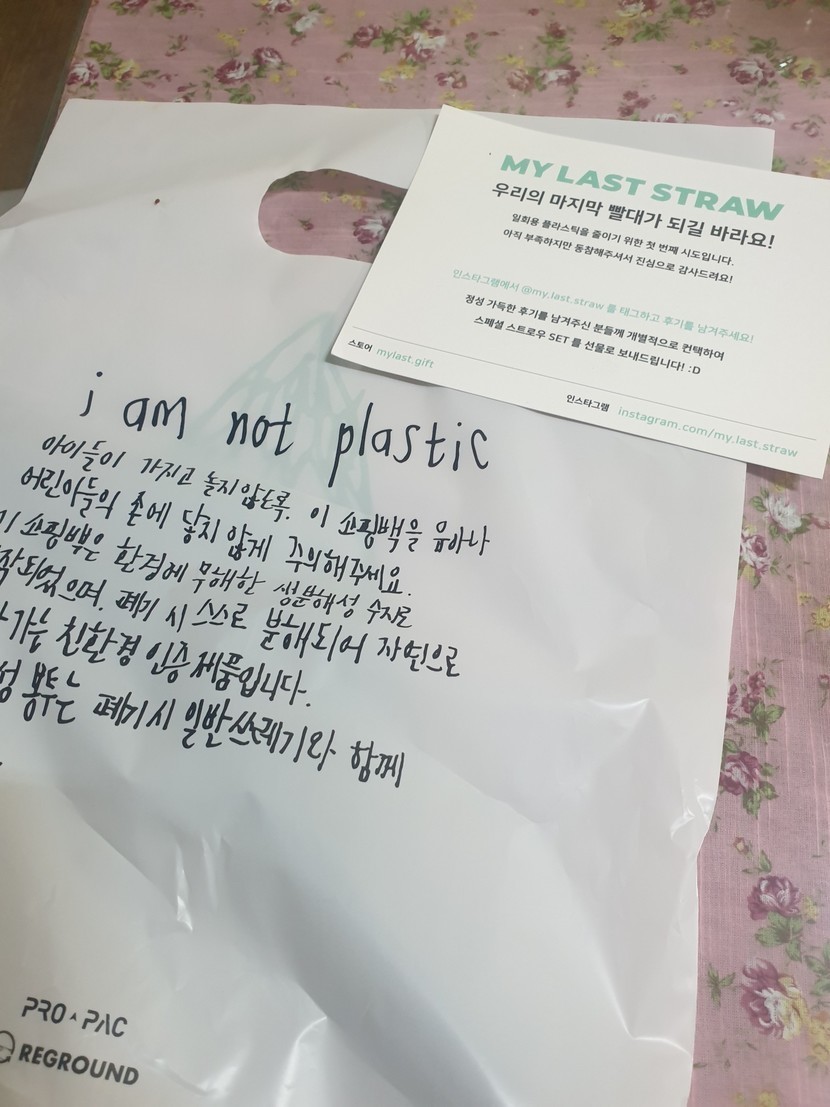 MY LAST STRAW
우리의 마지막 빨대가 되길 바라요!
일회용 플라스틱을 줄이기 위한 첫 번째 시도입니다.
아직 부족하지만 동참해주셔서 진심으로 감사드려요!
인스타그램에서 @my.last.straw 를 태그하고 후기를 남겨주세요!
정성 가득한 후기를 남겨주신 분들께 개별적으로 컨택하여
스페셜 스트로우 SET 를 선물로 보내드립니다! :D
스토어 mylast.gift
인스타그램 instagram.com/my.last.straw
i am not plastic
아이들이 가지고 놀지 않도록. 이 쇼핑백을 유아나
어린아들의 손에 닿지 않게 주의해주세요.
쇼핑백은 환경에 무해한 생분해성 수지로
작되었으며, 폐기 시 스스로 분해되어 자연으로
가능 친환경 인증제품입니다.
성 봉투는 폐기시 일반쓰레기와 함께
PRO PAC
REGROUND